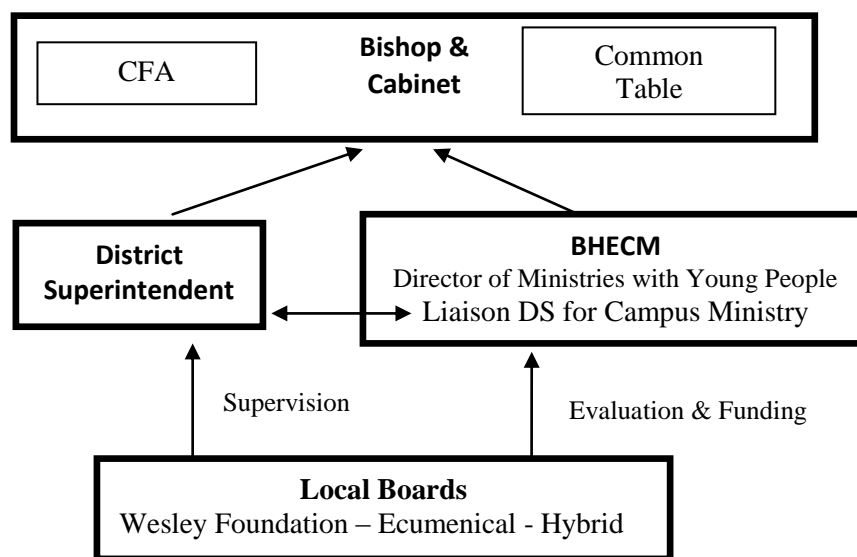 CFA
Bishop &
Cabinet
Common
Table
District
Superintendent
BHECM
Director of Ministries with Young People
Liaison DS for Campus Ministry
Supervision
Evaluation & Funding
Local Boards
Wesley Foundation – Ecumenical - Hybrid